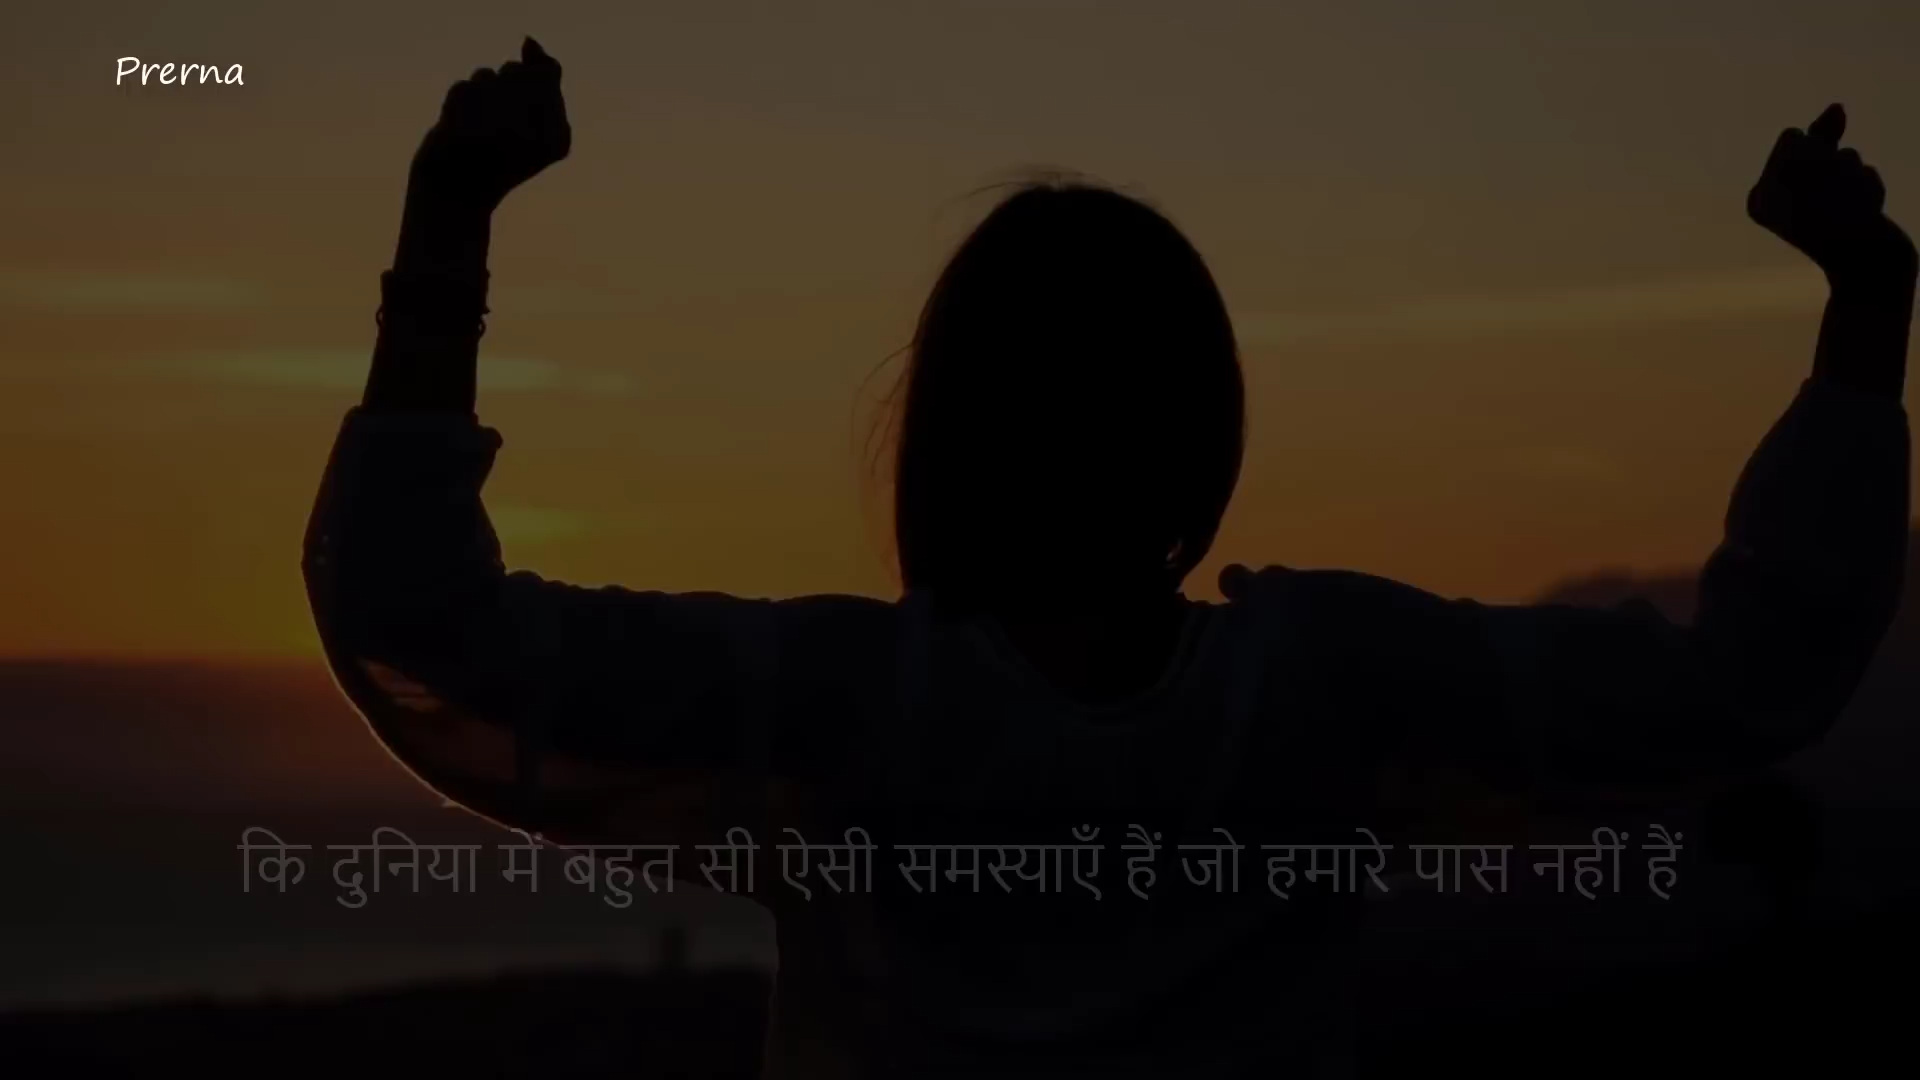 Prerna
कि दुनिया में बहुत सी ऐसी समस्याएँ हैं जो हमारे पास नहीं हैं